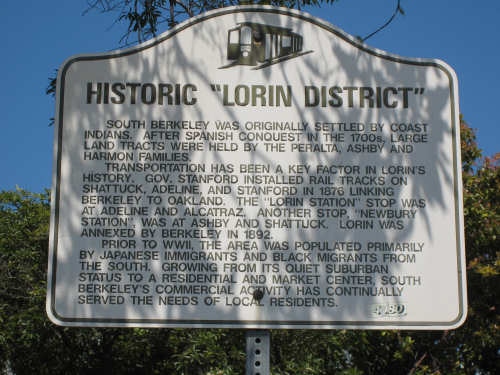 HISTORIC "LORIN DISTRICT"
SOUTH BERKELEY WAS ORIGINALLY SETTLED BY COAST
INDIANS. AFTER SPANISH CONQUEST IN THE 1700s, LARGE
LAND TRACTS WERE HELD BY THE PERALTA, ASHBY AND
HARMON FAMILIES.
TRANSPORTATION HAS BEEN A KEY FACTOR IN LORIN'S
HISTORY. GOV. STANFORD INSTALLED RAIL TRACKS ON
SHATTUCK, ADELINE, AND STANFORD IN 1876 LINKING
BERKELEY TO OAKLAND. THE "LORIN STATION" STOP WAS
AT ADELINE AND ALCATRAZ. ANOTHER STOP, "NEWBURY
STATION", WAS AT ASHBY AND SHATTUCK. LORIN WAS
ANNEXED BY BERKELEY IN 1892.
PRIOR TO WWII, THE AREA WAS POPULATED PRIMARILY
BY JAPANESE IMMIGRANTS AND BLACK MIGRANTS FROM
THE SOUTH. GROWING FROM ITS QUIET SUBURBAN
STATUS TO A RESIDENTIAL AND MARKET CENTER, SOUTH
BERKELEY'S COMMERCIAL ACTIVITY HAS CONTINUALLY
SERVED THE NEEDS OF LOCAL RESIDENTS.